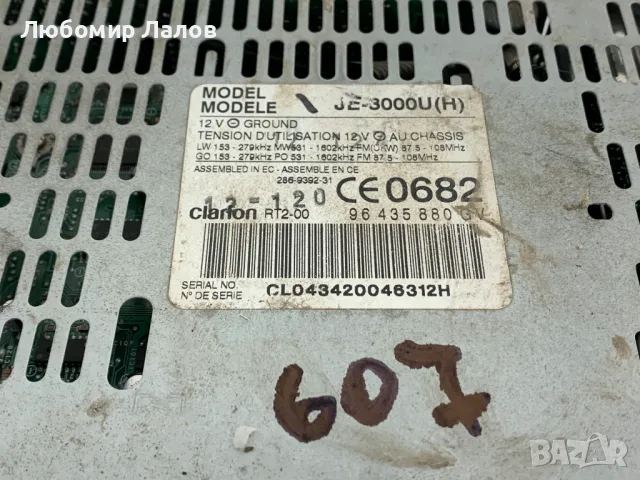 Любомир Лалов
MODEL
MODELE JE-3000U(H)
12 V ⊖ GROUND
TENSION D'UTILISATION 12 V ⊖ AU CHASSIS
LW 153 - 279kHz MW531 - 1602kHz FM(UKW) 87.5 - 108MHz
GO 153 - 279kHz PO 531 - 1602kHz FM 87.5 - 108MHz
ASSEMBLED IN EC - ASSEMBLE EN CE
286-9392-31
12-120 CE0682
Clarion RT2-00 96 435 880 GV
SERIAL NO.
N° DE SERIE CL043420046312H
607
BAZAR